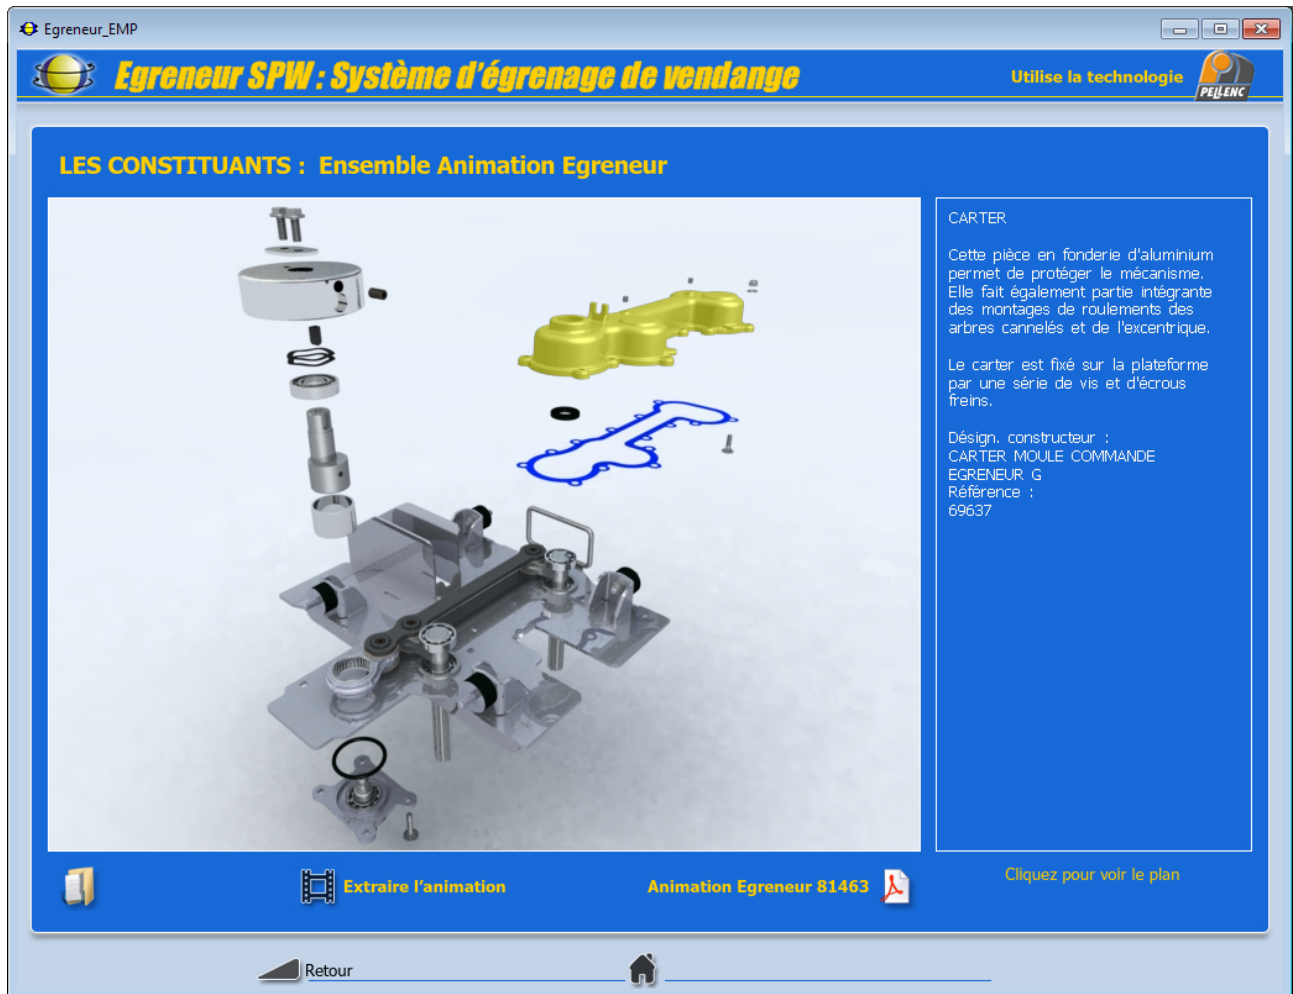 Egreneur_EMP
Egreneur SPW : Système d'égrenage de vendange
Utilise la technologie
PELLENC
LES CONSTITUANTS : Ensemble Animation Egreneur
CARTER
Cette pièce en fonderie d'aluminium
permet de protéger le mécanisme.
Elle fait également partie intégrante
des montages de roulements des
arbres cannelés et de l'excentrique.
Le carter est fixé sur la plateforme
par une série de vis et d'écrous
freins.
Désign. constructeur :
CARTER MOULE COMMANDE
EGRENEUR G
Référence :
69637
Extraire l'animation
Animation Egreneur 81463
Cliquez pour voir le plan
Retour